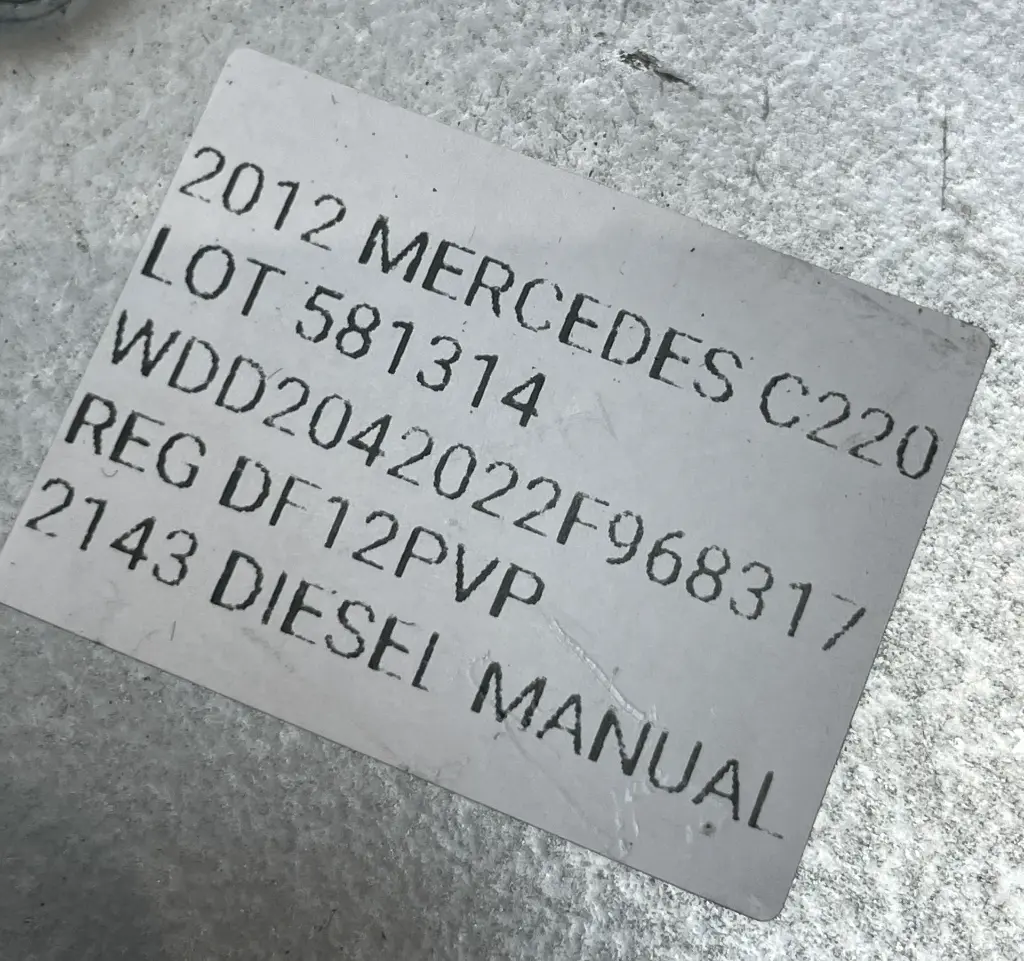 2012 MERCEDES C220
LOT 581314
WDD2042022F968317
REG DF12PVP
2143 DIESEL MANUAL